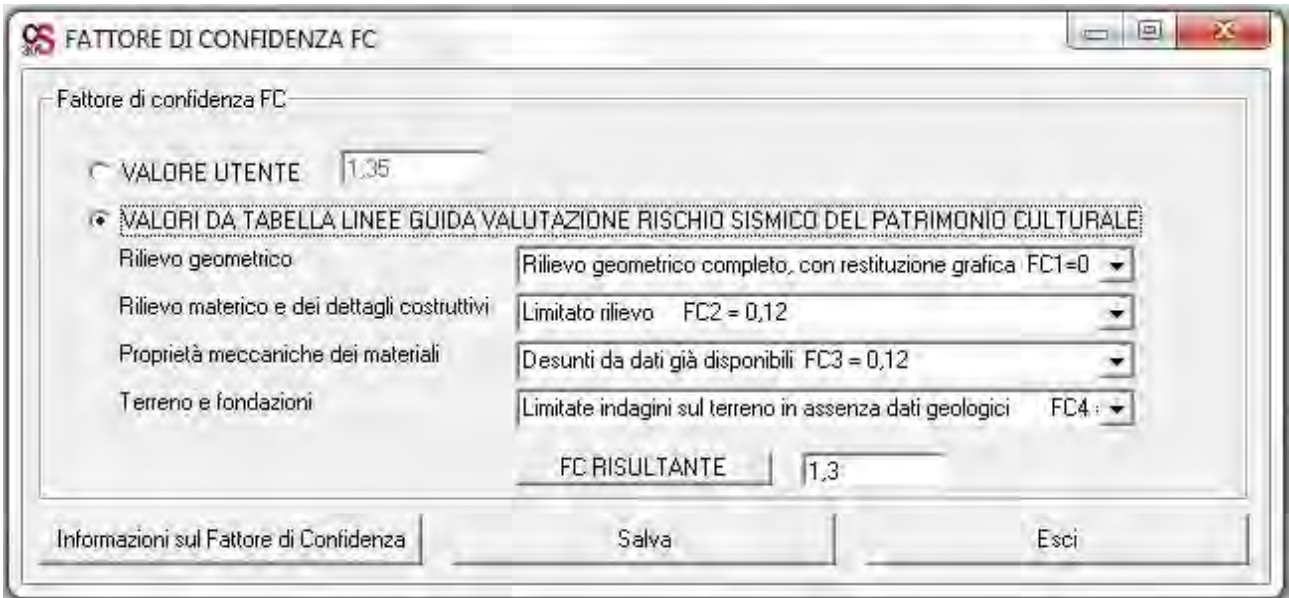 FATTORE DI CONFIDENZA FC
Fattore di confidenza FC
VALORE UTENTE 1,35
VALORI DA TABELLA LINEE GUIDA VALUTAZIONE RISCHIO SISMICO DEL PATRIMONIO CULTURALE
Rilievo geometrico Rilievo geometrico completo, con restituzione grafica FC1=0
Rilievo materico e dei dettagli costruttivi Limitato rilievo FC2 = 0,12
Proprietà meccaniche dei materiali Desunti da dati già disponibili FC3 = 0,12
Terreno e fondazioni Limitate indagini sul terreno in assenza dati geologici FC4
FC RISULTANTE 1,3
Informazioni sul Fattore di Confidenza Salva Esci